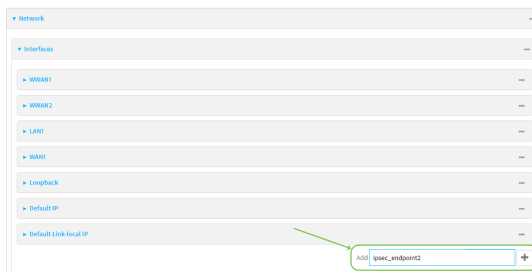 Network
Interfaces
WWAN1
WWAN2
LAN1
WAN1
Loopback
Default IP
Default Link-local IP
Add ipsec_endpoint2